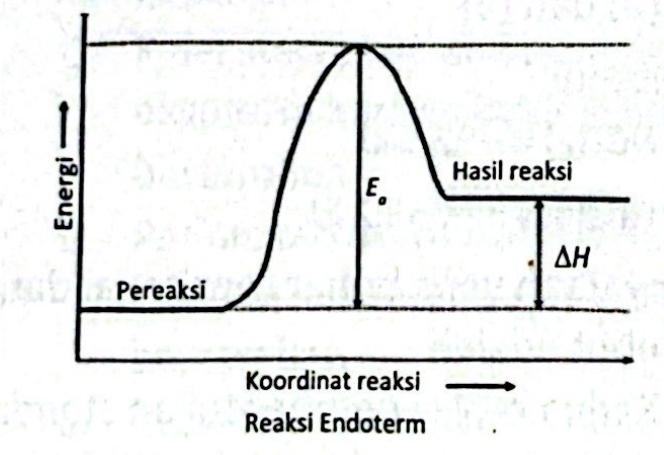 Energi
Hasil reaksi
Eₐ
ΔH
Pereaksi
Koordinat reaksi
Reaksi Endoterm